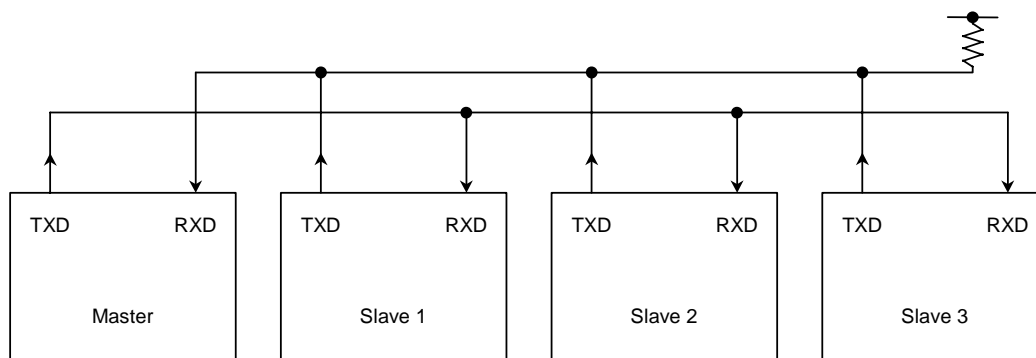 TXD RXD TXD RXD TXD RXD TXD RXD
Master Slave 1 Slave 2 Slave 3